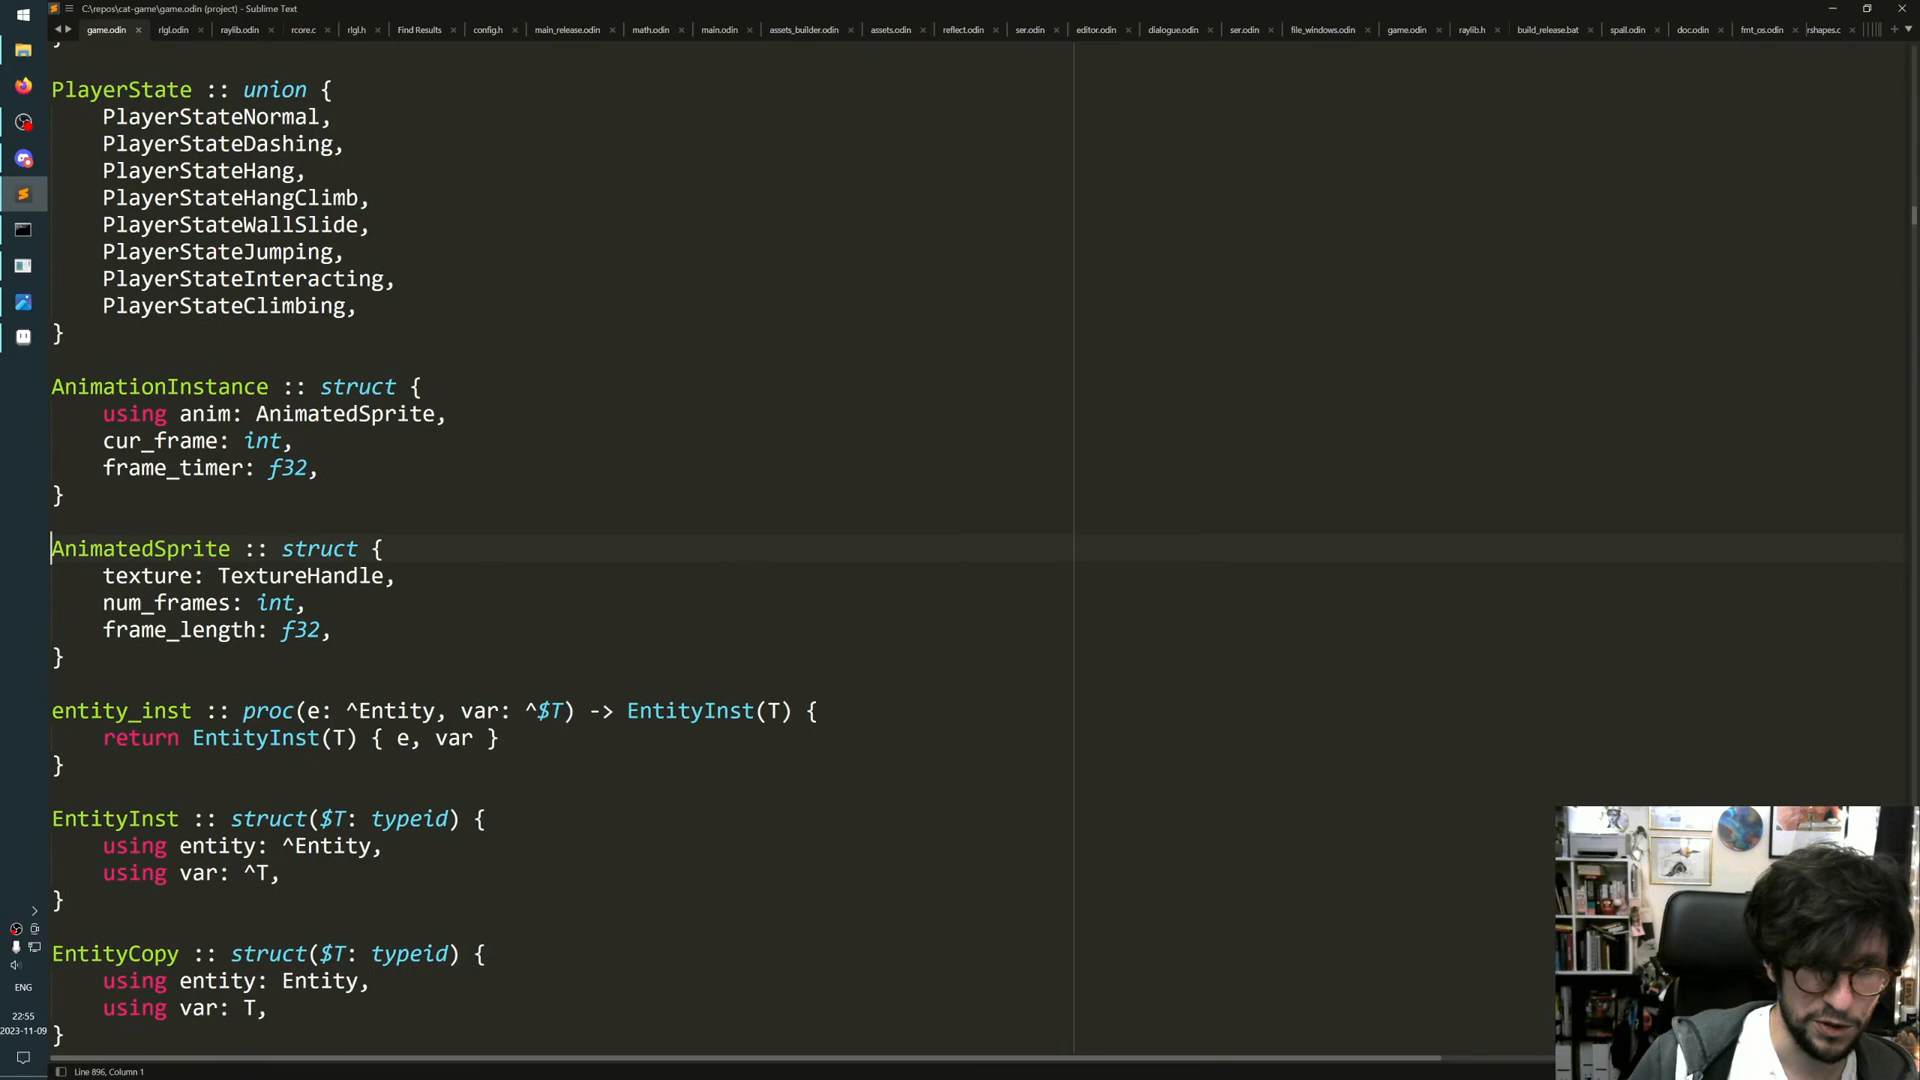 C:\repos\cat-game\game.odin (project) - Sublime Text
game.odin rlgl.odin raylib.odin rcore.c rlgl.h Find Results config.h main_release.odin math.odin main.odin assets_builder.odin assets.odin reflect.odin ser.odin editor.odin dialogue.odin ser.odin file_windows.odin game.odin raylib.h build_release.bat spall.odin doc.odin fmt_os.odin rshapes.c
}
PlayerState :: union {
PlayerStateNormal,
PlayerStateDashing,
PlayerStateHang,
PlayerStateHangClimb,
PlayerStateWallSlide,
PlayerStateJumping,
PlayerStateInteracting,
PlayerStateClimbing,
}
AnimationInstance :: struct {
using anim: AnimatedSprite,
cur_frame: int,
frame_timer: f32,
}
AnimatedSprite :: struct {
texture: TextureHandle,
num_frames: int,
frame_length: f32,
}
entity_inst :: proc(e: ^Entity, var: ^$T) -> EntityInst(T) {
return EntityInst(T) { e, var }
}
EntityInst :: struct($T: typeid) {
using entity: ^Entity,
using var: ^T,
}
EntityCopy :: struct($T: typeid) {
using entity: Entity,
using var: T,
}
ENG
22:55
2023-11-09
Line 896, Column 1